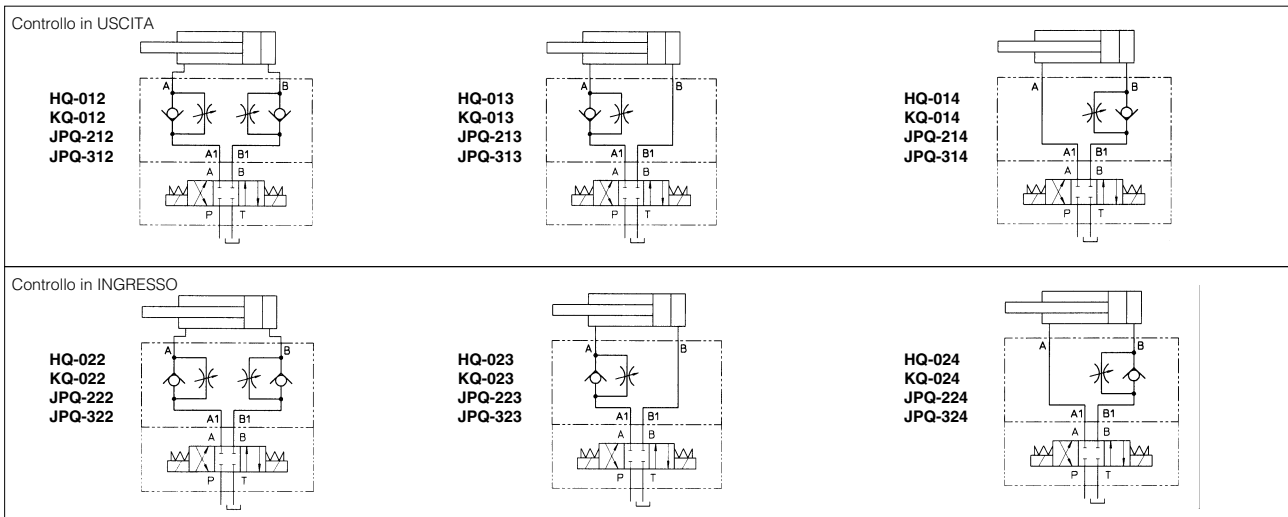 Controllo in USCITA
HQ-012
KQ-012
JPQ-212
JPQ-312
A B
A1 B1
A B
P T
HQ-013
KQ-013
JPQ-213
JPQ-313
A B
A1 B1
A B
P T
HQ-014
KQ-014
JPQ-214
JPQ-314
A B
A1 B1
A B
P T
Controllo in INGRESSO
HQ-022
KQ-022
JPQ-222
JPQ-322
A B
A1 B1
A B
P T
HQ-023
KQ-023
JPQ-223
JPQ-323
A B
A1 B1
A B
P T
HQ-024
KQ-024
JPQ-224
JPQ-324
A B
A1 B1
A B
P T